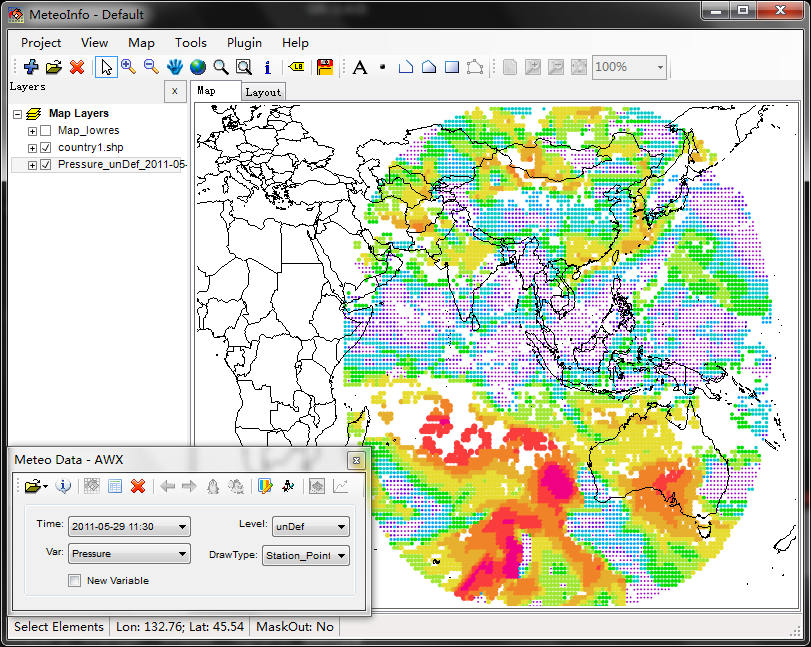 MeteoInfo - Default
Project View Map Tools Plugin Help
LB
A
100%
Layers x
Map Layout
Map Layers
Map_lowres
country1.shp
Pressure_unDef_2011-05-
Meteo Data - AWX
Time: 2011-05-29 11:30 Level: unDef
Var: Pressure DrawType: Station_Point
New Variable
Select Elements Lon: 132.76; Lat: 45.54 MaskOut: No